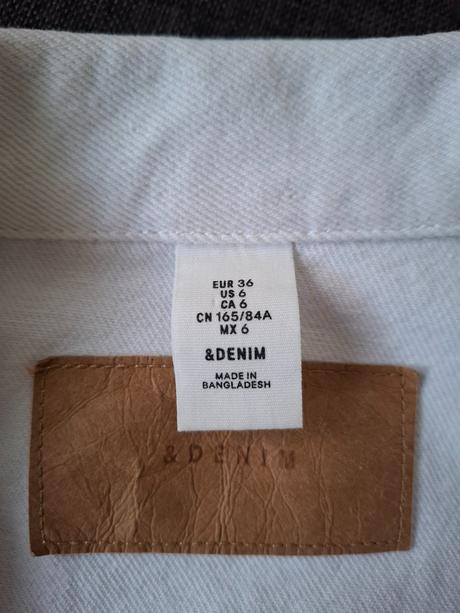 EUR 36
US 6
CA 6
CN 165/84A
MX 6
&DENIM
MADE IN
BANGLADESH
& DENIM